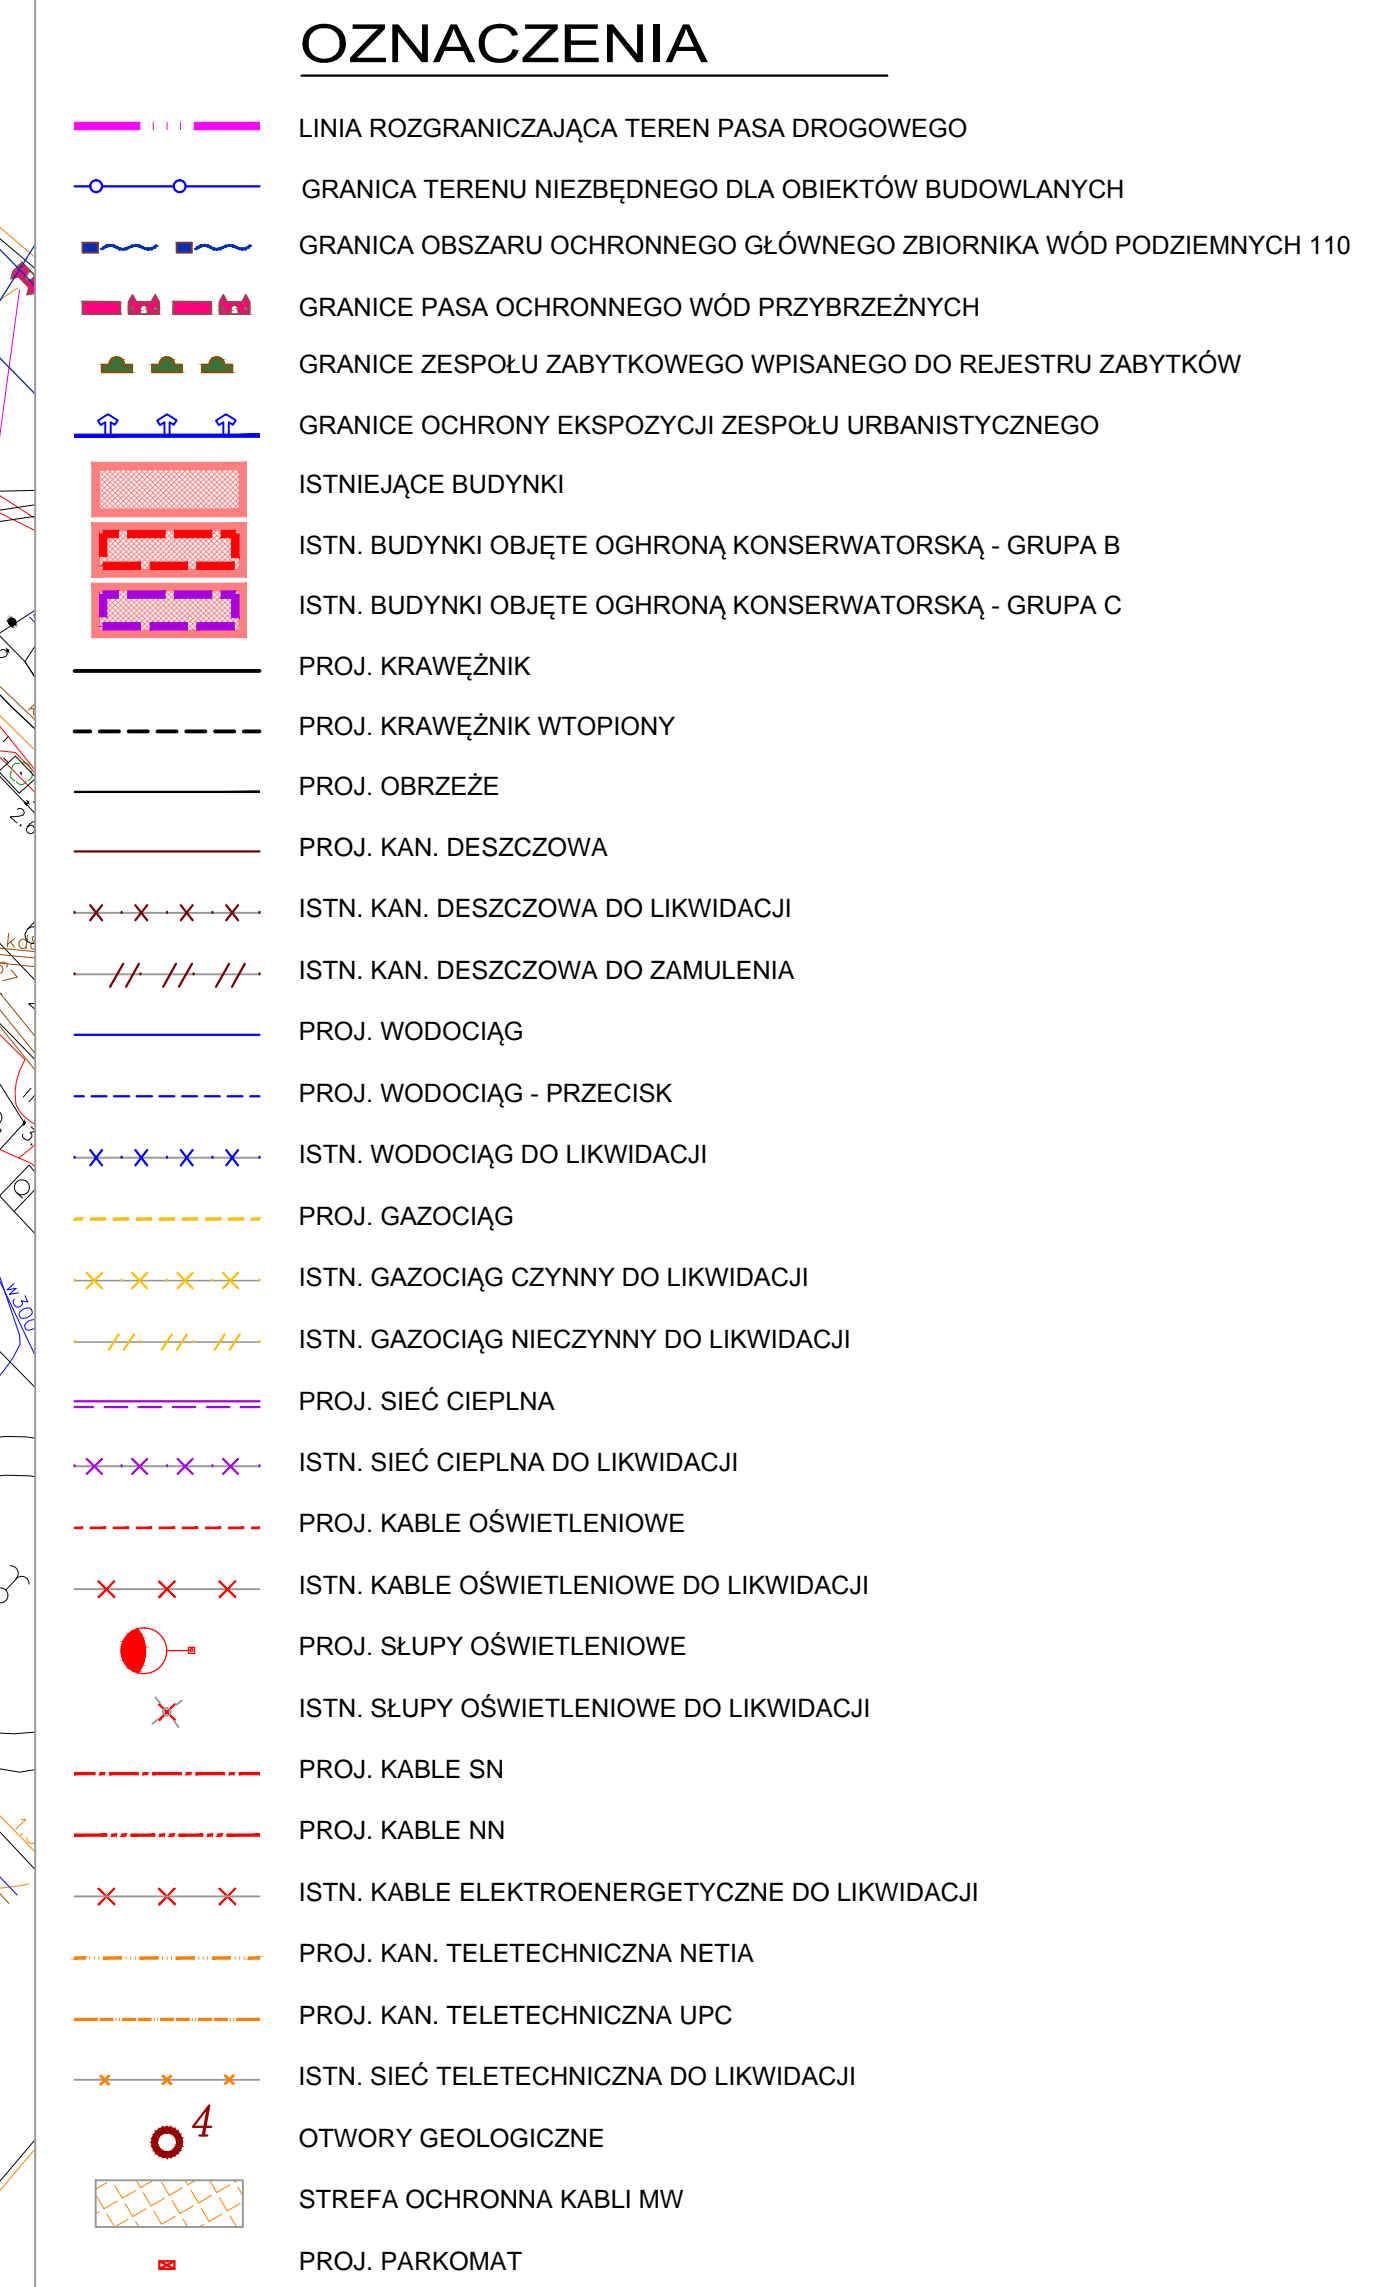 OZNACZENIA
LINIA ROZGRANICZAJĄCA TEREN PASA DROGOWEGO
GRANICA TERENU NIEZBĘDNEGO DLA OBIEKTÓW BUDOWLANYCH
GRANICA OBSZARU OCHRONNEGO GŁÓWNEGO ZBIORNIKA WÓD PODZIEMNYCH 110
GRANICE PASA OCHRONNEGO WÓD PRZYBRZEŻNYCH
GRANICE ZESPOŁU ZABYTKOWEGO WPISANEGO DO REJESTRU ZABYTKÓW
GRANICE OCHRONY EKSPOZYCJI ZESPOŁU URBANISTYCZNEGO
ISTNIEJĄCE BUDYNKI
ISTN. BUDYNKI OBJĘTE OGHRONĄ KONSERWATORSKĄ - GRUPA B
ISTN. BUDYNKI OBJĘTE OGHRONĄ KONSERWATORSKĄ - GRUPA C
PROJ. KRAWĘŻNIK
PROJ. KRAWĘŻNIK WTOPIONY
PROJ. OBRZEŻE
2.6
PROJ. KAN. DESZCZOWA
ISTN. KAN. DESZCZOWA DO LIKWIDACJI
ISTN. KAN. DESZCZOWA DO ZAMULENIA
PROJ. WODOCIĄG
PROJ. WODOCIĄG - PRZECISK
ISTN. WODOCIĄG DO LIKWIDACJI
PROJ. GAZOCIĄG
ISTN. GAZOCIĄG CZYNNY DO LIKWIDACJI
w300
ISTN. GAZOCIĄG NIECZYNNY DO LIKWIDACJI
PROJ. SIEĆ CIEPLNA
ISTN. SIEĆ CIEPLNA DO LIKWIDACJI
PROJ. KABLE OŚWIETLENIOWE
ISTN. KABLE OŚWIETLENIOWE DO LIKWIDACJI
PROJ. SŁUPY OŚWIETLENIOWE
ISTN. SŁUPY OŚWIETLENIOWE DO LIKWIDACJI
PROJ. KABLE SN
PROJ. KABLE NN
ISTN. KABLE ELEKTROENERGETYCZNE DO LIKWIDACJI
PROJ. KAN. TELETECHNICZNA NETIA
PROJ. KAN. TELETECHNICZNA UPC
ISTN. SIEĆ TELETECHNICZNA DO LIKWIDACJI
4
OTWORY GEOLOGICZNE
STREFA OCHRONNA KABLI MW
PROJ. PARKOMAT